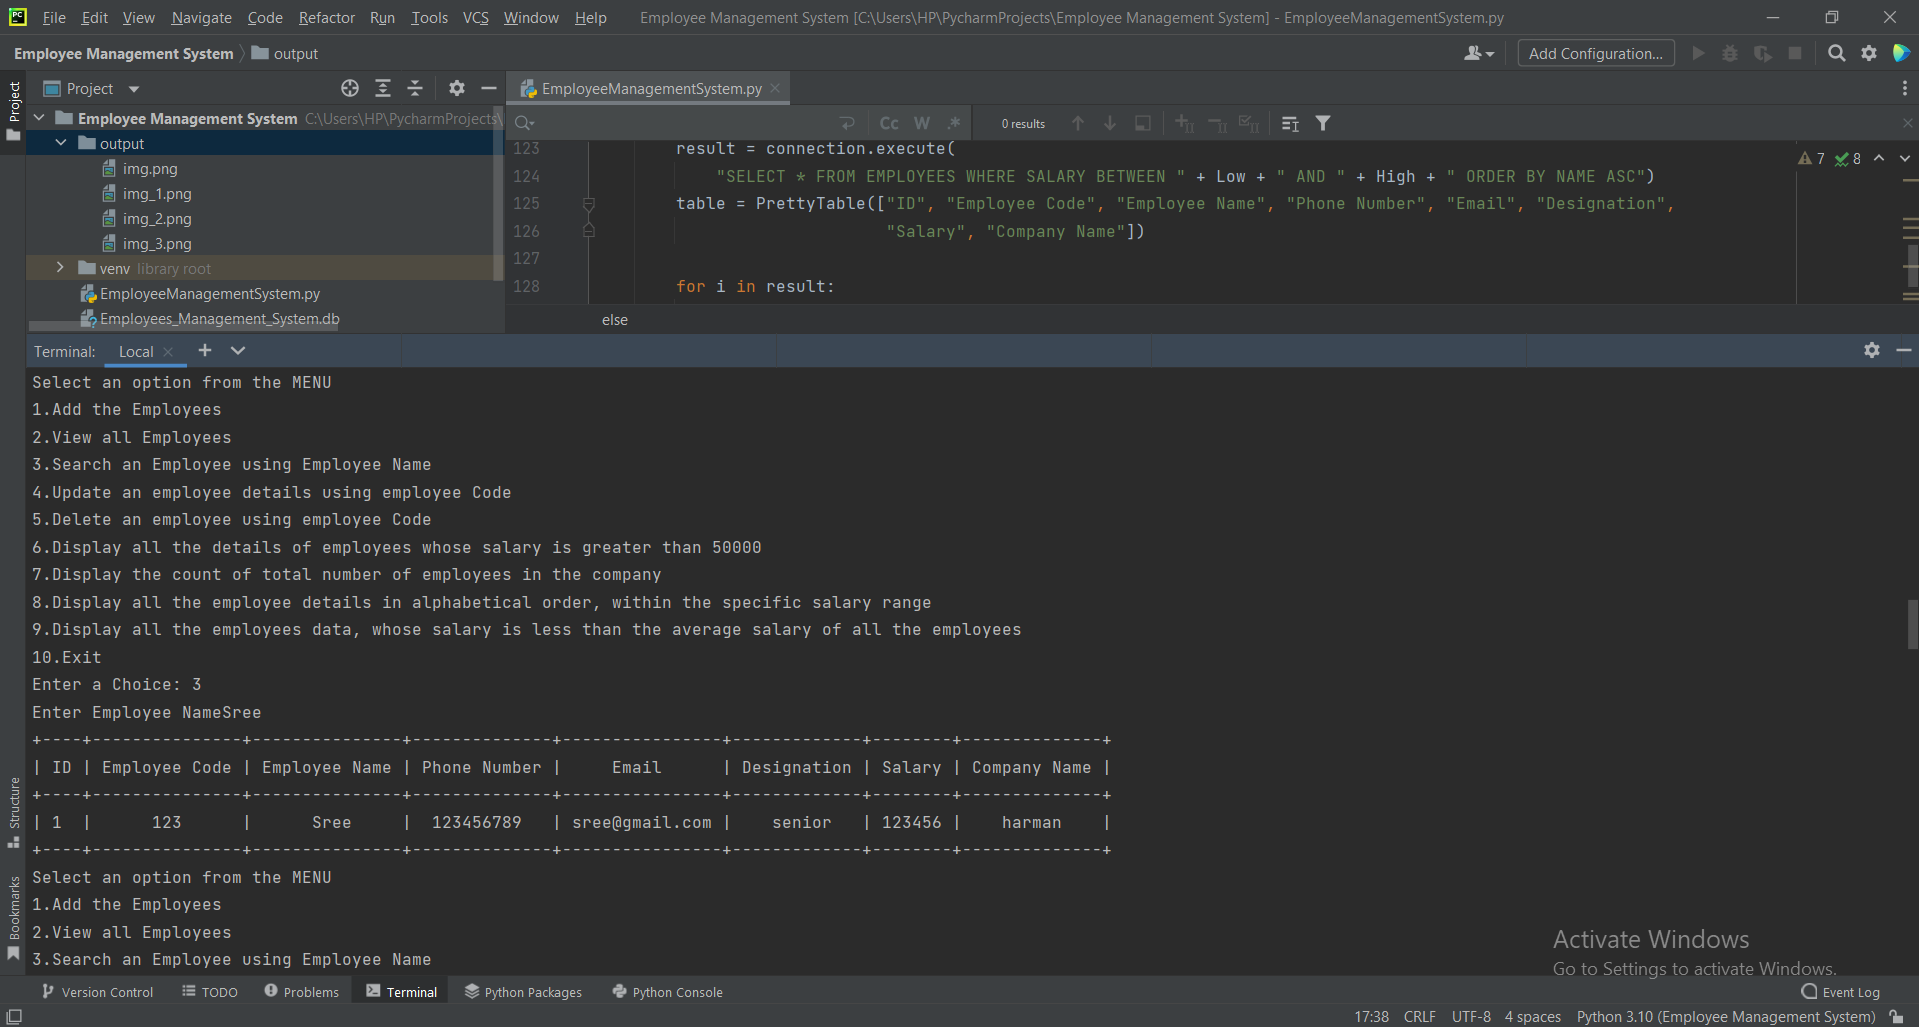 PC File Edit View Navigate Code Refactor Run Tools VCS Window Help Employee Management System [C:\Users\HP\PycharmProjects\Employee Management System] - EmployeeManagementSystem.py
Employee Management System output Add Configuration...
Project EmployeeManagementSystem.py
Project
Employee Management System C:\Users\HP\PycharmProjects\
output
img.png
img_1.png
img_2.png
img_3.png
venv library root
EmployeeManagementSystem.py
Employees_Management_System.db
Cc W .* 0 results
7 8
123 result = connection.execute(
124 "SELECT * FROM EMPLOYEES WHERE SALARY BETWEEN " + Low + " AND " + High + " ORDER BY NAME ASC")
125 table = PrettyTable(["ID", "Employee Code", "Employee Name", "Phone Number", "Email", "Designation",
126 "Salary", "Company Name"])
127
128 for i in result:
else
Terminal: Local
Select an option from the MENU
1.Add the Employees
2.View all Employees
3.Search an Employee using Employee Name
4.Update an employee details using employee Code
5.Delete an employee using employee Code
6.Display all the details of employees whose salary is greater than 50000
7.Display the count of total number of employees in the company
8.Display all the employee details in alphabetical order, within the specific salary range
9.Display all the employees data, whose salary is less than the average salary of all the employees
10.Exit
Enter a Choice: 3
Enter Employee NameSree
+----+---------------+---------------+--------------+----------------+-------------+--------+--------------+
| ID | Employee Code | Employee Name | Phone Number |     Email      | Designation | Salary | Company Name |
+----+---------------+---------------+--------------+----------------+-------------+--------+--------------+
| 1  |      123      |      Sree     |  123456789   | sree@gmail.com |    senior   | 123456 |    harman    |
+----+---------------+---------------+--------------+----------------+-------------+--------+--------------+
Select an option from the MENU
1.Add the Employees
2.View all Employees
3.Search an Employee using Employee Name
Structure
Bookmarks
Activate Windows
Go to Settings to activate Windows.
Version Control TODO Problems Terminal Python Packages Python Console Event Log
17:38 CRLF UTF-8 4 spaces Python 3.10 (Employee Management System)